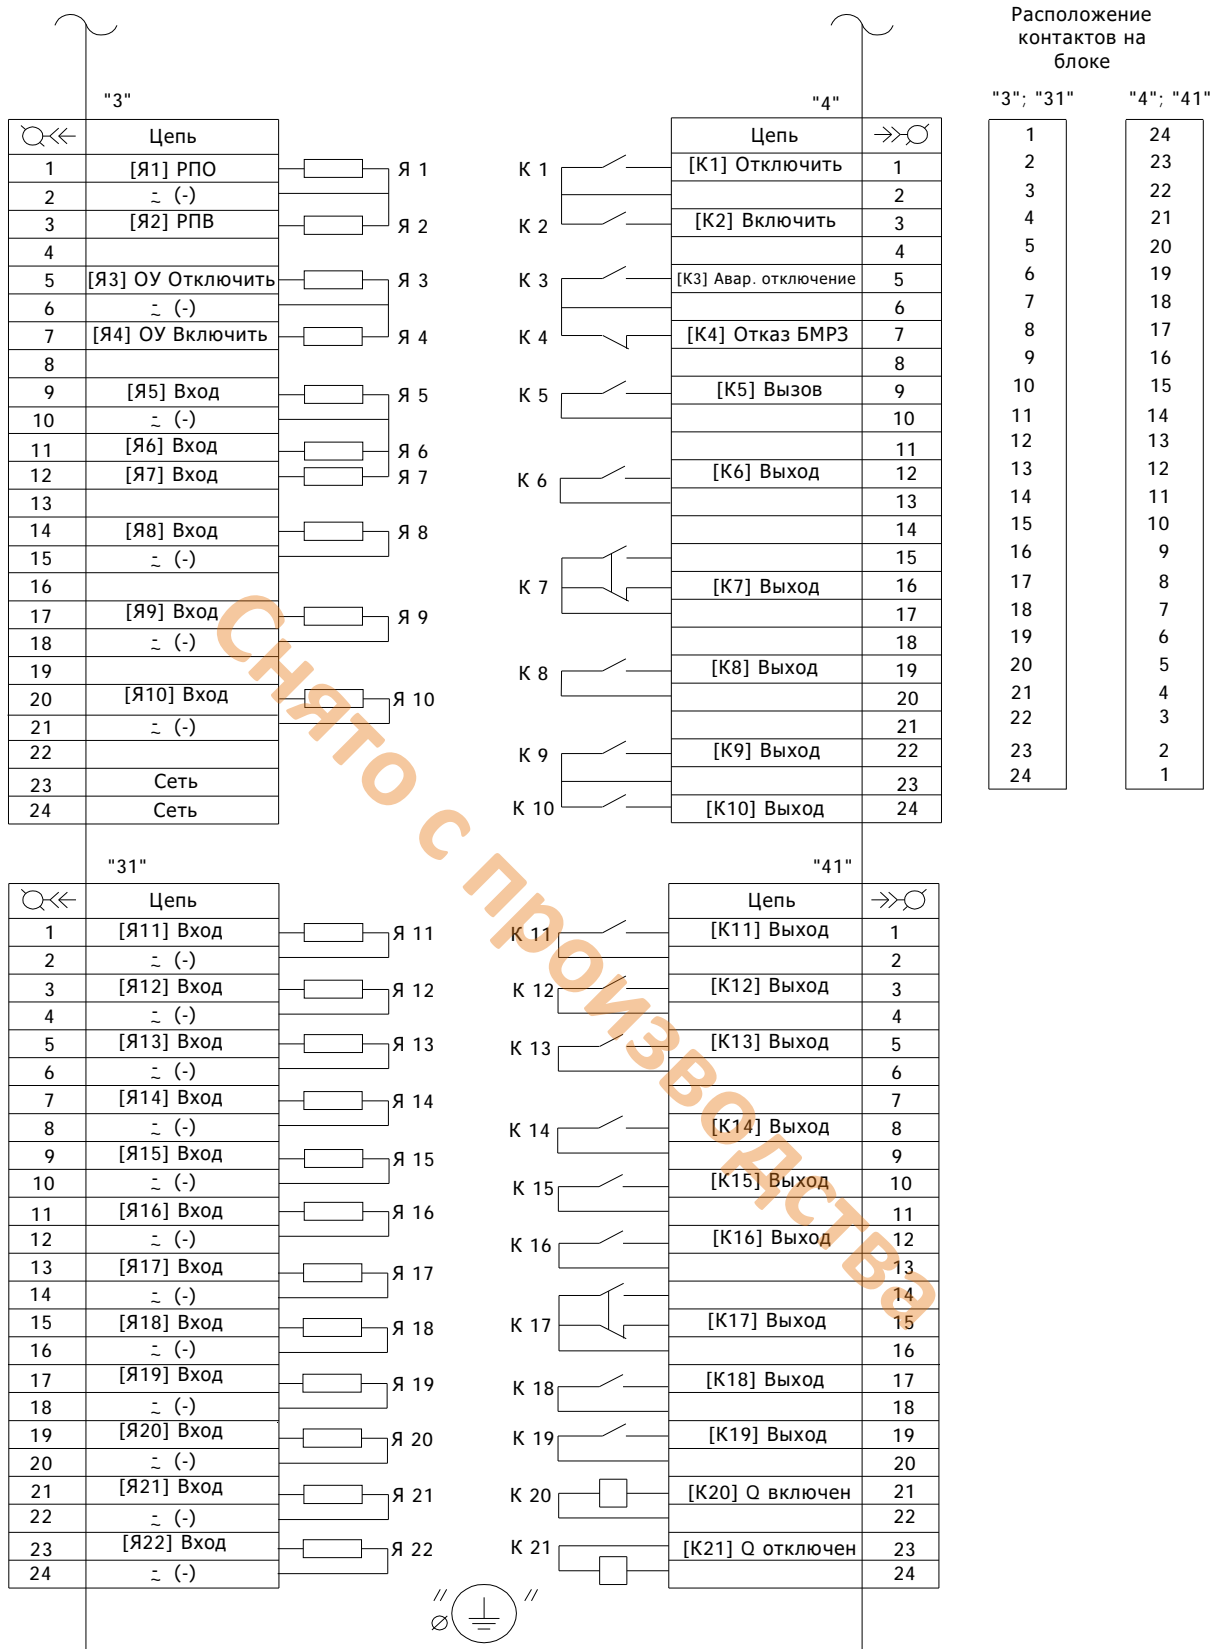 Расположение
контактов на
блоке
"3"; "31" "4"; "41"
1 24
2 23
3 22
4 21
5 20
6 19
7 18
8 17
9 16
10 15
11 14
12 13
13 12
14 11
15 10
16 9
17 8
18 7
19 6
20 5
21 4
22 3
23 2
24 1
"3"
Цепь
1 [Я1] РПО Я 1
2 ~ (-)
3 [Я2] РПВ Я 2
4
5 [Я3] ОУ Отключить Я 3
6 ~ (-)
7 [Я4] ОУ Включить Я 4
8
9 [Я5] Вход Я 5
10 ~ (-)
11 [Я6] Вход Я 6
12 [Я7] Вход Я 7
13
14 [Я8] Вход Я 8
15 ~ (-)
16
17 [Я9] Вход Я 9
18 ~ (-)
19
20 [Я10] Вход Я 10
21 ~ (-)
22
23 Сеть
24 Сеть
"4"
Цепь
К 1 [К1] Отключить 1
2
К 2 [К2] Включить 3
4
К 3 [К3] Авар. отключение 5
6
К 4 [К4] Отказ БМРЗ 7
8
К 5 [К5] Вызов 9
10
11
К 6 [К6] Выход 12
13
14
15
К 7 [К7] Выход 16
17
18
К 8 [К8] Выход 19
20
21
К 9 [К9] Выход 22
23
К 10 [К10] Выход 24
"31"
Цепь
1 [Я11] Вход Я 11
2 ~ (-)
3 [Я12] Вход Я 12
4 ~ (-)
5 [Я13] Вход Я 13
6 ~ (-)
7 [Я14] Вход Я 14
8 ~ (-)
9 [Я15] Вход Я 15
10 ~ (-)
11 [Я16] Вход Я 16
12 ~ (-)
13 [Я17] Вход Я 17
14 ~ (-)
15 [Я18] Вход Я 18
16 ~ (-)
17 [Я19] Вход Я 19
18 ~ (-)
19 [Я20] Вход Я 20
20 ~ (-)
21 [Я21] Вход Я 21
22 ~ (-)
23 [Я22] Вход Я 22
24 ~ (-)
"41"
Цепь
К 11 [К11] Выход 1
2
К 12 [К12] Выход 3
4
К 13 [К13] Выход 5
6
7
К 14 [К14] Выход 8
9
К 15 [К15] Выход 10
11
К 16 [К16] Выход 12
13
14
К 17 [К17] Выход 15
16
К 18 [К18] Выход 17
18
К 19 [К19] Выход 19
20
К 20 [К20] Q включен 21
22
К 21 [К21] Q отключен 23
24
Снято с производства